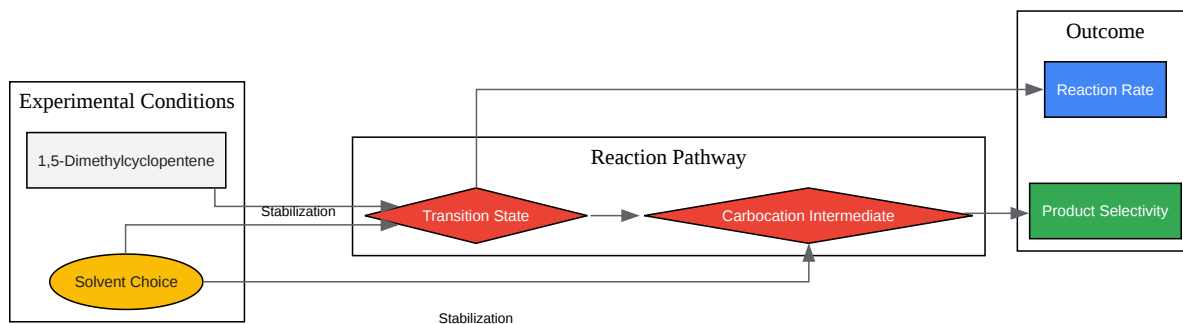 Outcome
Reaction Rate
Experimental Conditions
1,5-Dimethylcyclopentene
Reaction Pathway
Stabilization
Transition State
Carbocation Intermediate
Product Selectivity
Solvent Choice
Stabilization